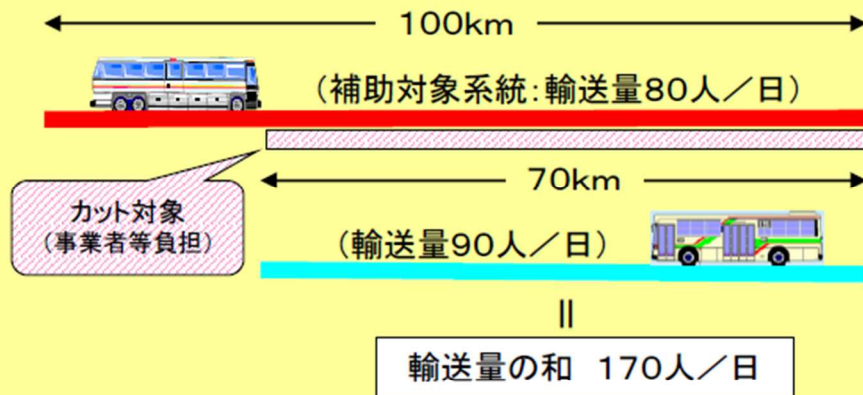 100km
(補助対象系統:輸送量80人/日)
70km
カット対象
(事業者等負担)
(輸送量90人/日)
||
輸送量の和 170人/日